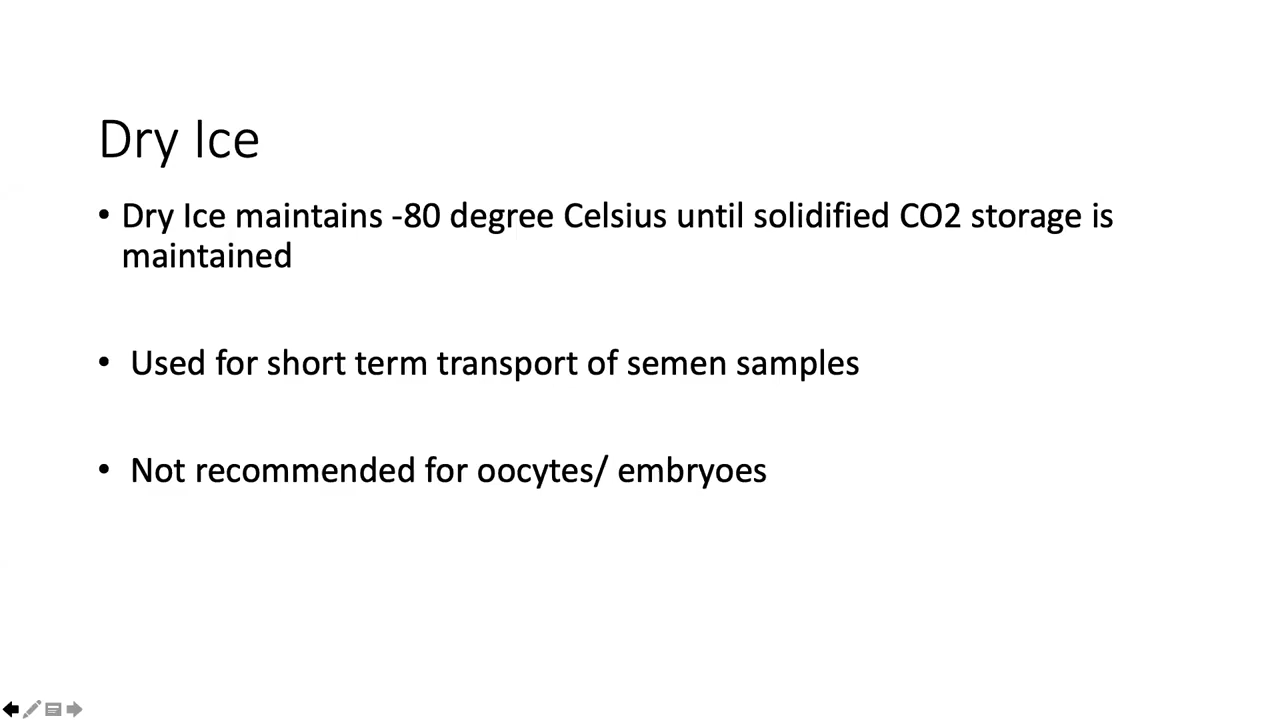 Dry Ice
• Dry Ice maintains -80 degree Celsius until solidified CO2 storage is
maintained
• Used for short term transport of semen samples
• Not recommended for oocytes/ embryoes